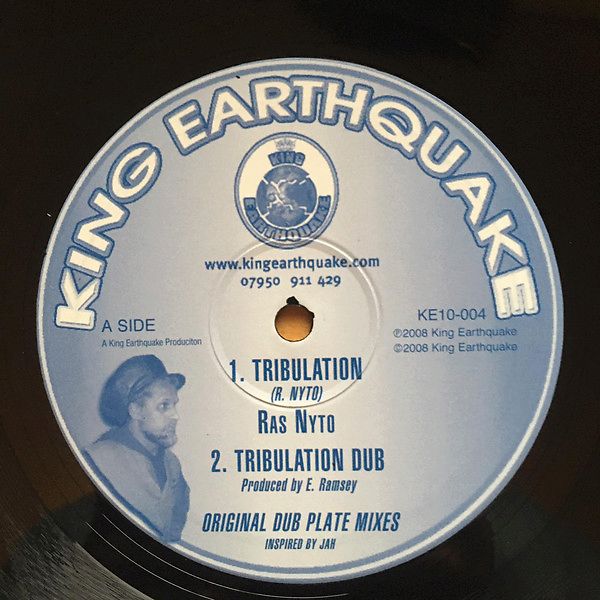 KING EARTHQUAKE
KING
EARTHQUAKE
www.kingearthquake.com
07950 911 429
A SIDE
A King Earthquake Produciton
KE10-004
℗2008 King Earthquake
©2008 King Earthquake
1. TRIBULATION
(R. NYTO)
RAS NYTO
2. TRIBULATION DUB
Produced by E. Ramsey
ORIGINAL DUB PLATE MIXES
INSPIRED BY JAH